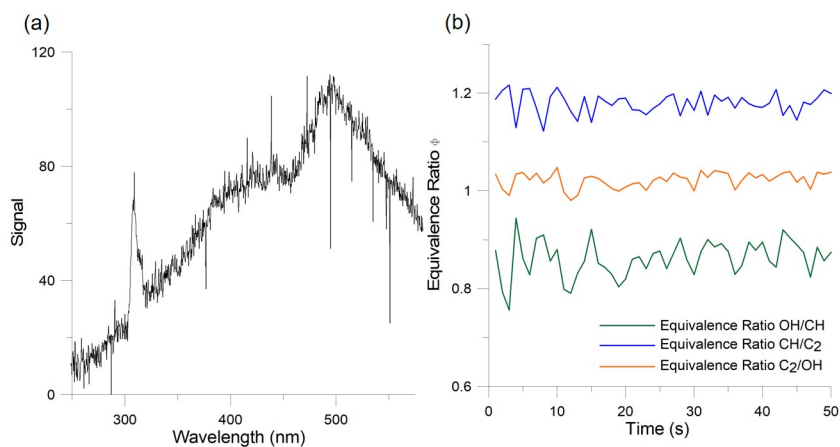 (a)
120
80
40
0
Signal
300
400
500
Wavelength (nm)
(b)
1.2
1
0.8
0.6
Equivalence Ratio ϕ
Equivalence Ratio OH/CH
Equivalence Ratio CH/C2
Equivalence Ratio C2/OH
0
10
20
30
40
50
Time (s)